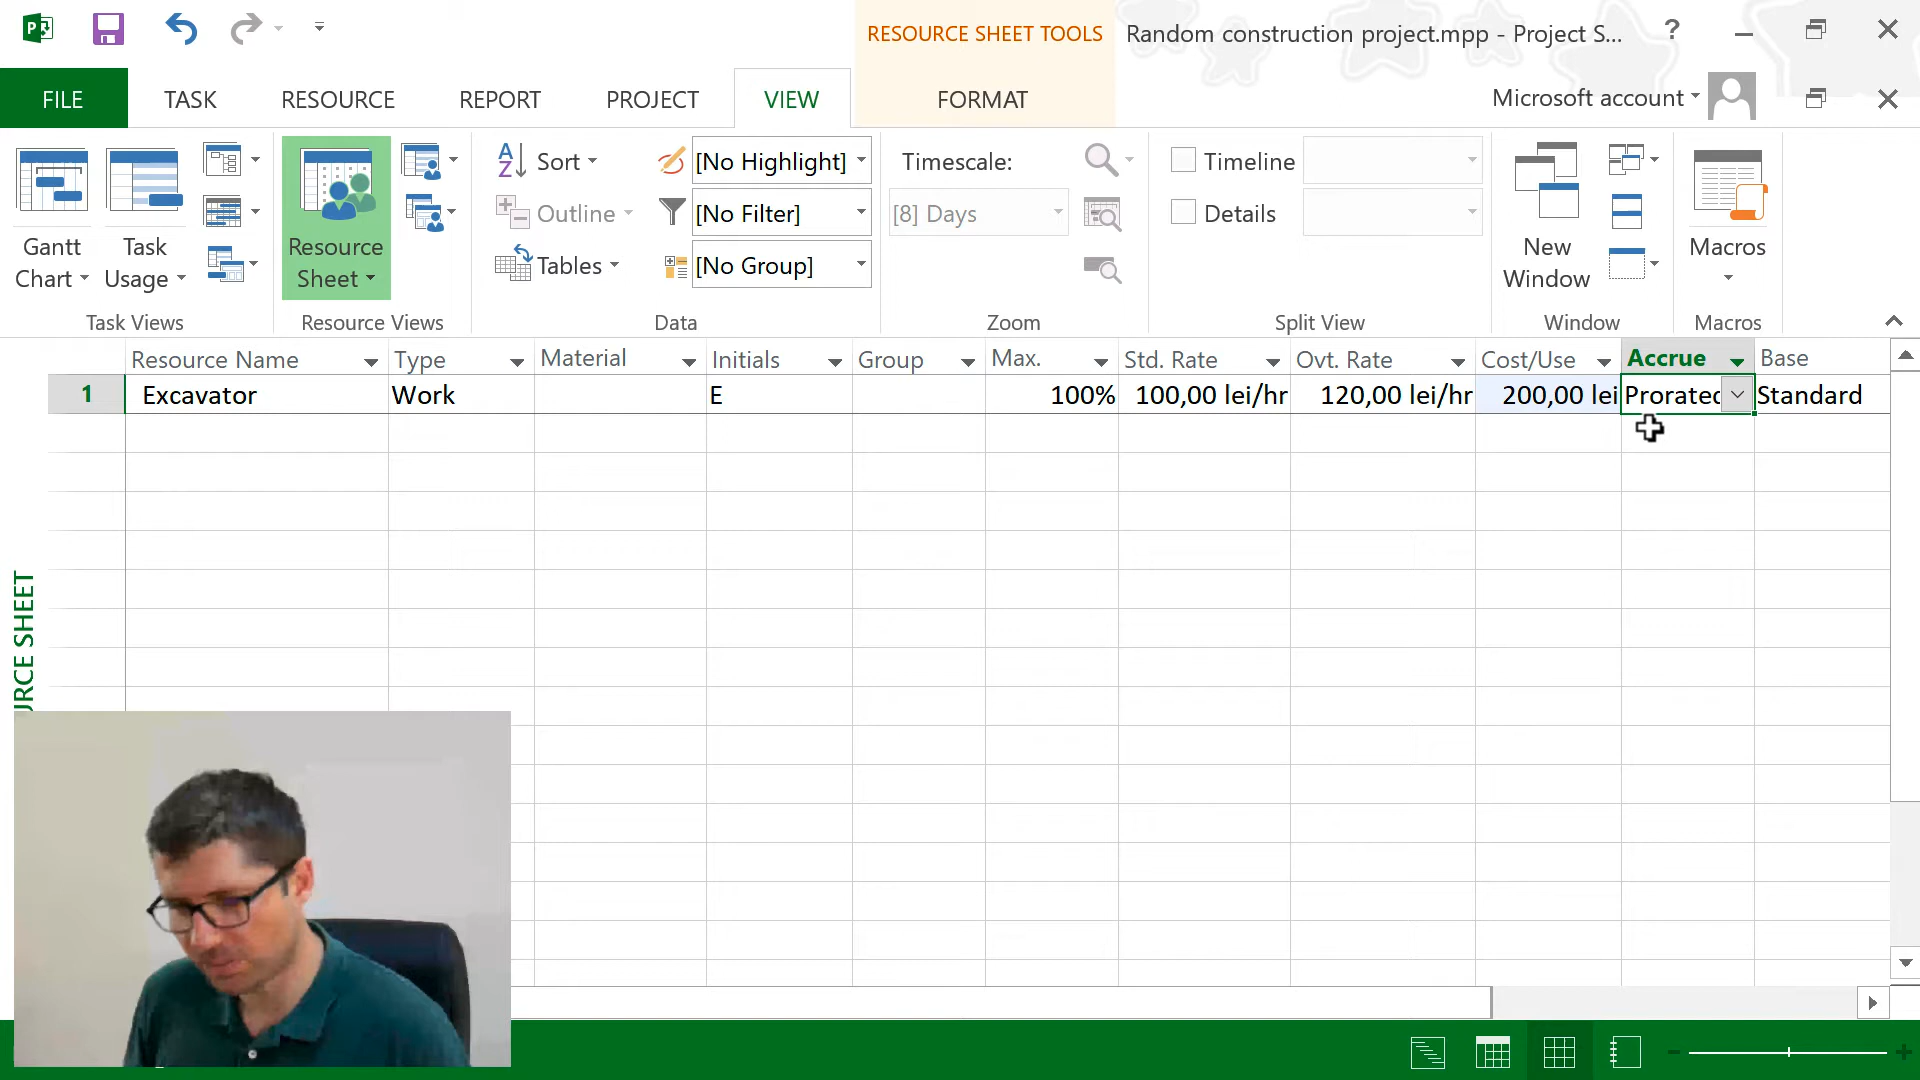 RESOURCE SHEET TOOLS
Random construction project.mpp - Project S...
?
FILE
TASK
RESOURCE
REPORT
PROJECT
VIEW
FORMAT
Microsoft account
Gantt
Chart
Task
Usage
Task Views
Resource
Sheet
Resource Views
Sort
Outline
Tables
[No Highlight]
[No Filter]
[No Group]
Data
Timescale:
[8] Days
Zoom
Timeline
Details
Split View
New
Window
Window
Macros
Macros
Resource Name Type Material Initials Group Max. Std. Rate Ovt. Rate Cost/Use Accrue Base
1 Excavator Work E 100% 100,00 lei/hr 120,00 lei/hr 200,00 lei Prorated Standard
URCE SHEET